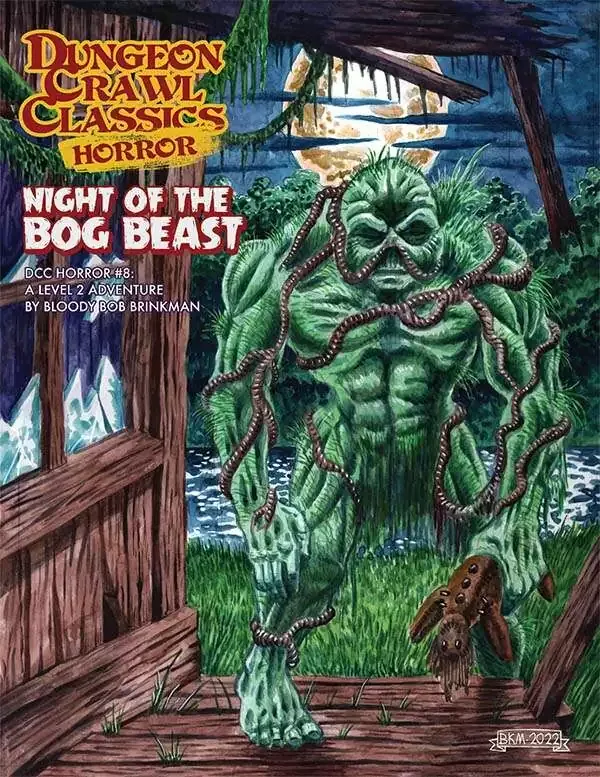 DUNGEON
CRAWL
CLASSICS
HORROR
NIGHT OF THE
BOG BEAST
DCC HORROR #8:
A LEVEL 2 ADVENTURE
BY BLOODY BOB BRINKMAN
BKM-2022